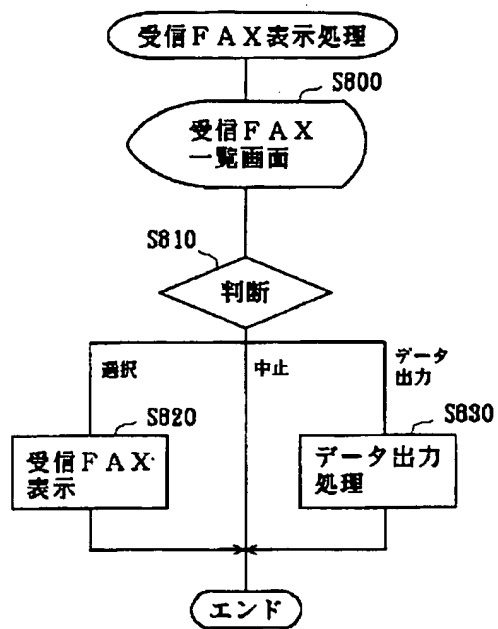 受信ＦＡＸ表示処理
S800
受信ＦＡＸ
一覧画面
S810
判断
選択
中止
データ
出力
S820
受信ＦＡＸ
表示
S830
データ出力
処理
エンド